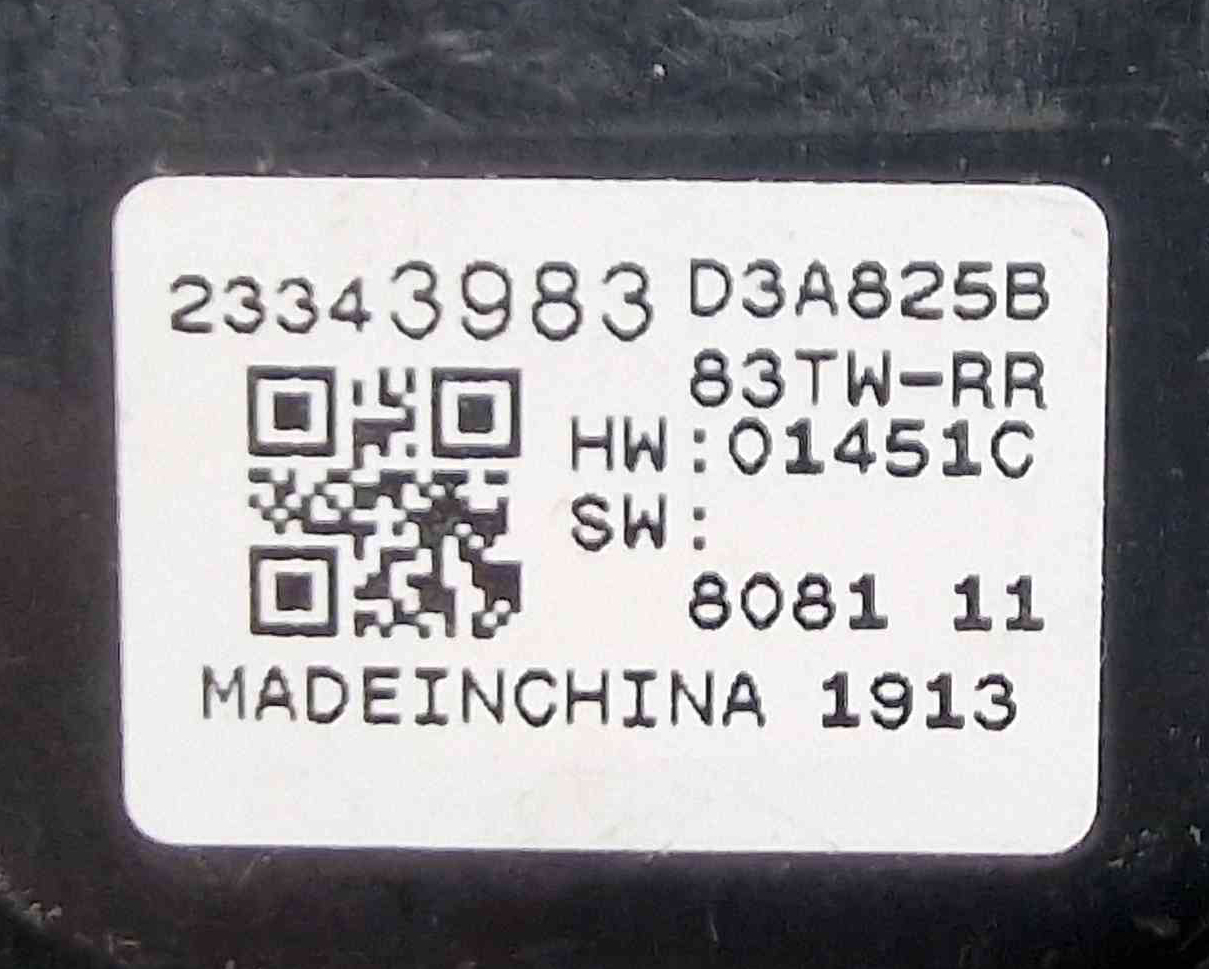 23343983 D3A825B
83TW-RR
HW:01451C
SW:
8081 11
MADEINCHINA 1913